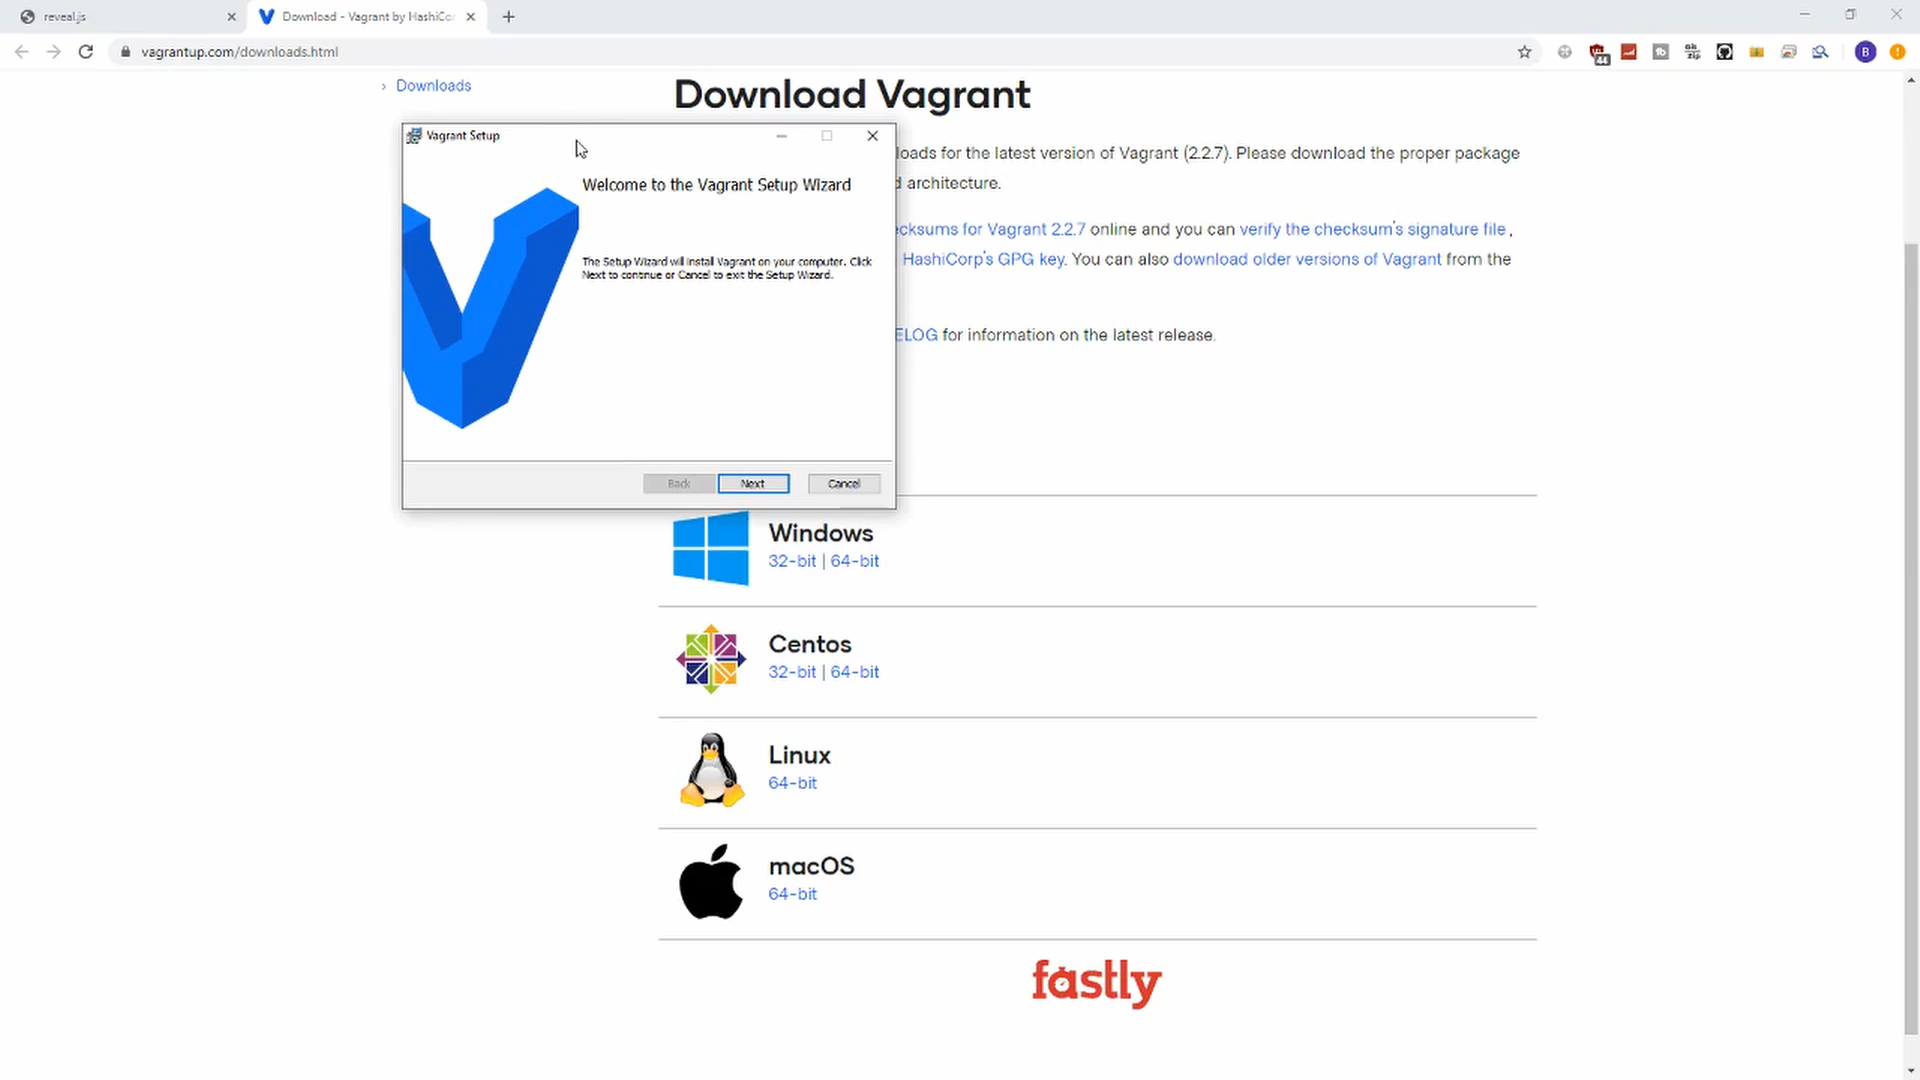 reveal.js
Download - Vagrant by HashiCor
vagrantup.com/downloads.html
44
B
Downloads
Download Vagrant
Vagrant Setup
loads for the latest version of Vagrant (2.2.7). Please download the proper package
d architecture.
Welcome to the Vagrant Setup Wizard
cksums for Vagrant 2.2.7 online and you can verify the checksum's signature file,
HashiCorp's GPG key. You can also download older versions of Vagrant from the
The Setup Wizard will install Vagrant on your computer. Click
Next to continue or Cancel to exit the Setup Wizard.
ELOG for information on the latest release.
Back
Next
Cancel
Windows
32-bit | 64-bit
Centos
32-bit | 64-bit
Linux
64-bit
macOS
64-bit
fastly